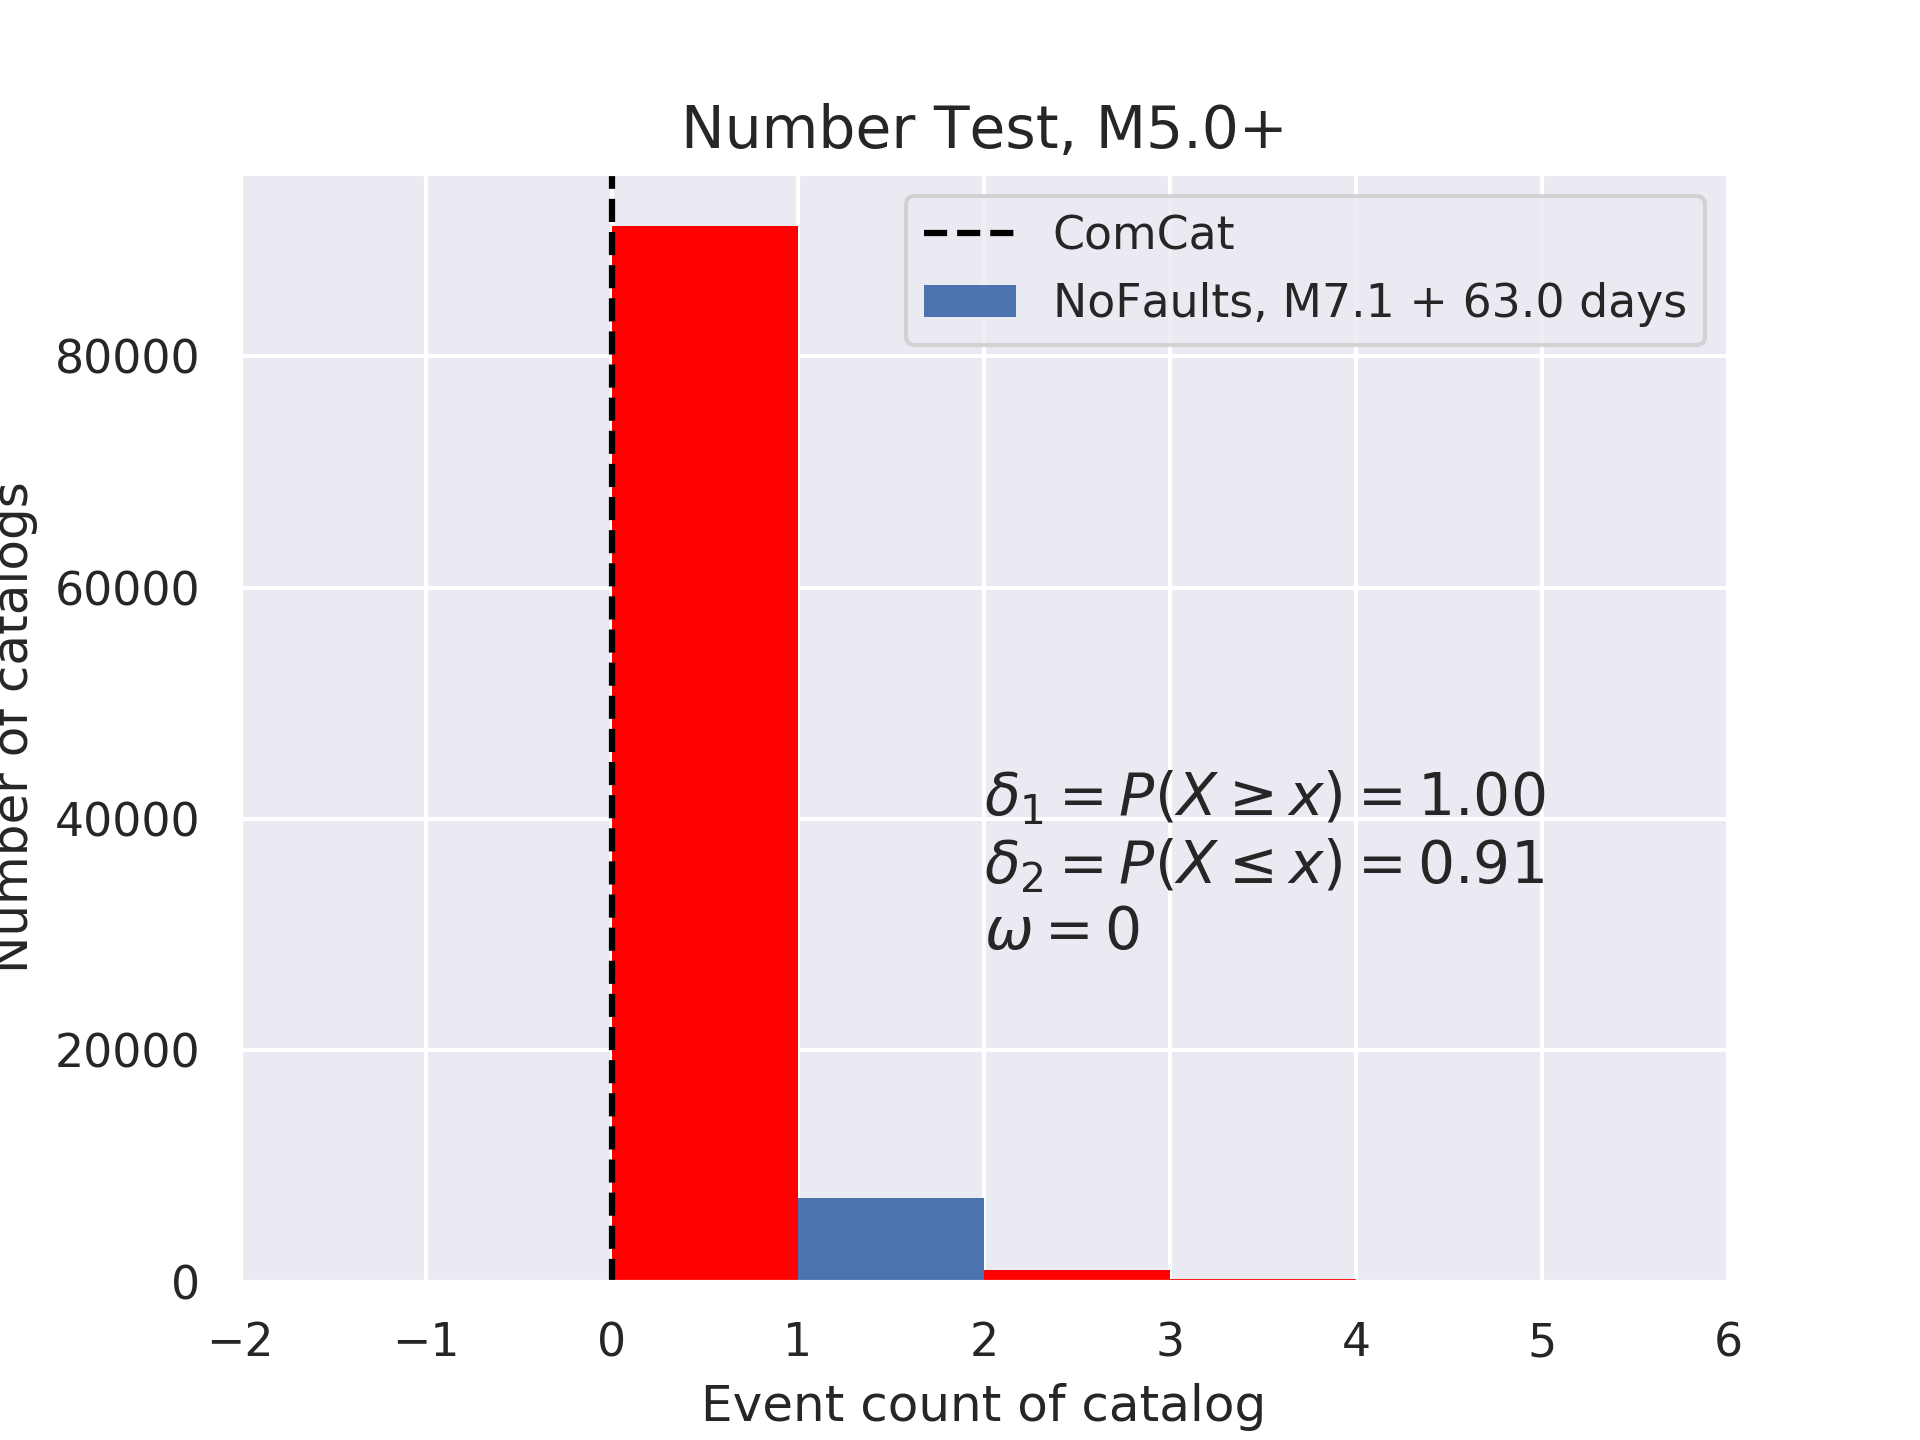 Number Test, M5.0+
ComCat
NoFaults, M7.1 + 63.0 days
Number of catalogs
80000
60000
40000
20000
0
δ₁ = P(X ≥ x) = 1.00
δ₂ = P(X ≤ x) = 0.91
ω = 0
−2 −1 0 1 2 3 4 5 6
Event count of catalog